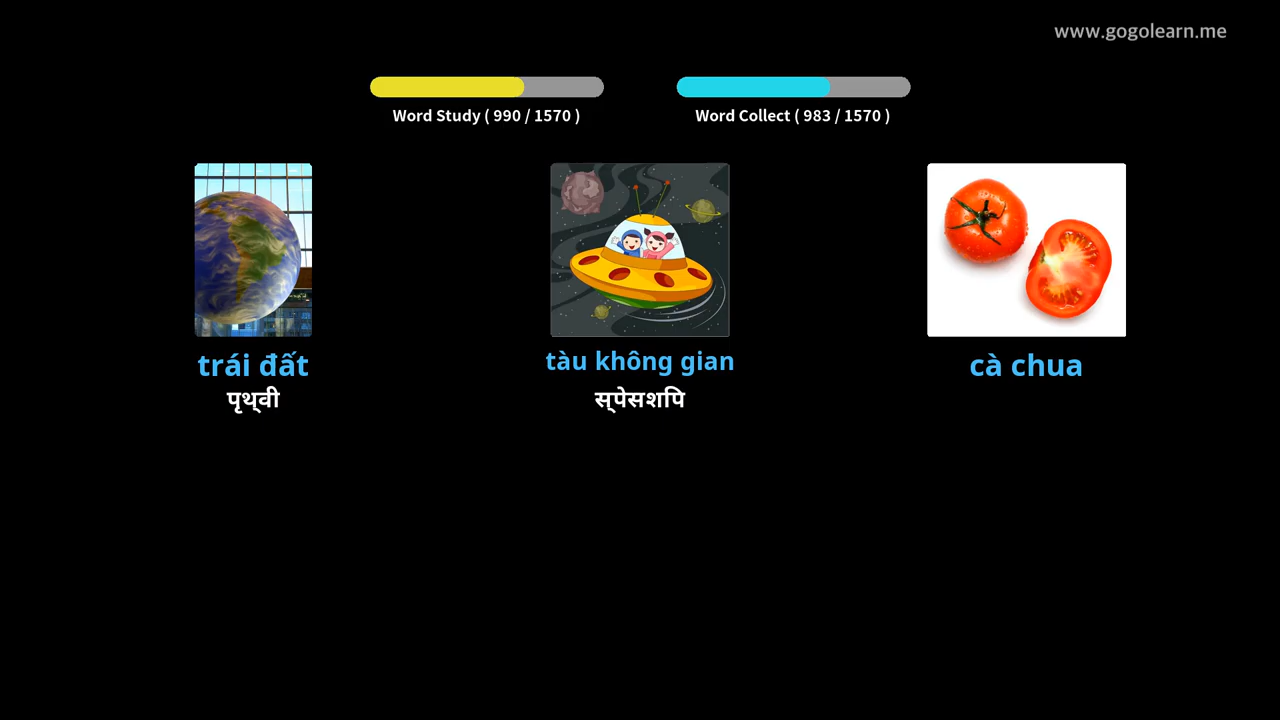 www.gogolearn.me
Word Study ( 990 / 1570 )
Word Collect ( 983 / 1570 )
trái đất
tàu không gian
cà chua
पृथ्वी
स्पेसशिप